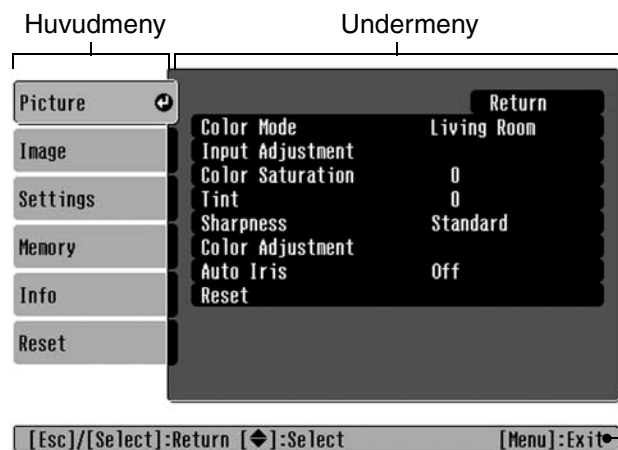 Huvudmeny Undermeny
Picture
Image
Settings
Memory
Info
Reset
Return
Color Mode Living Room
Input Adjustment
Color Saturation 0
Tint 0
Sharpness Standard
Color Adjustment
Auto Iris Off
Reset
[Esc]/[Select]:Return [◆]:Select [Menu]:Exit